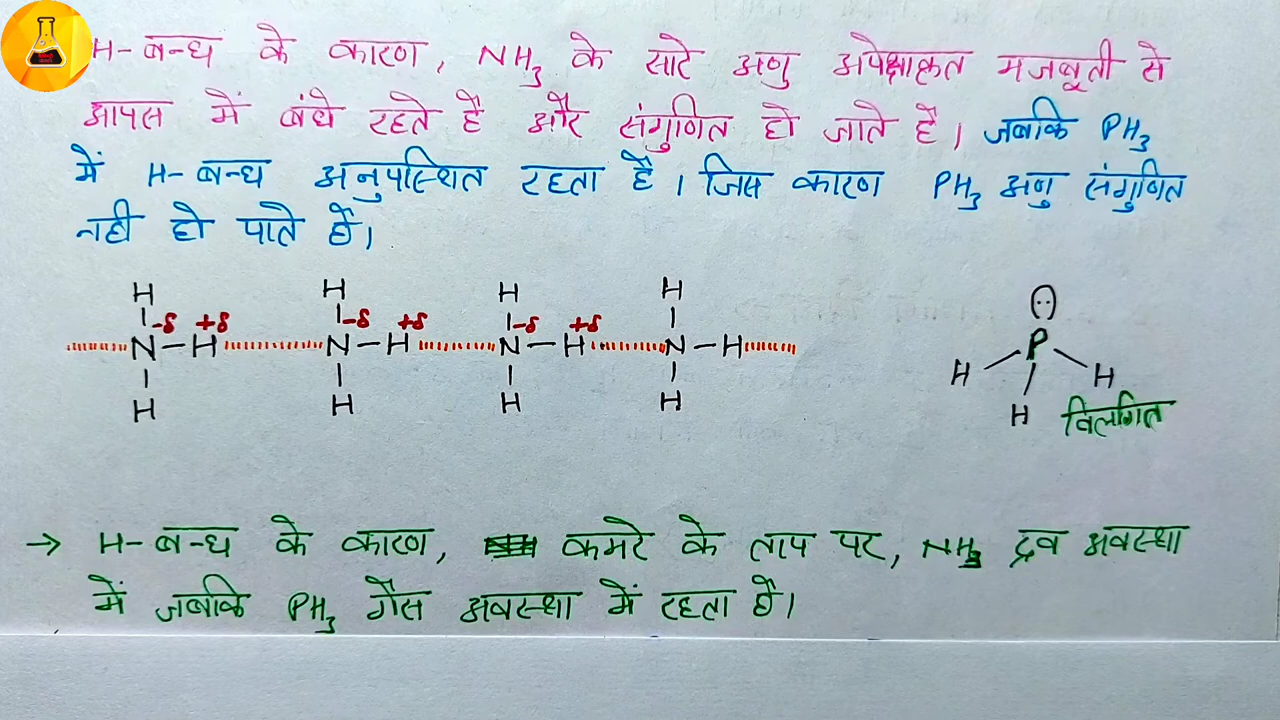 H-बन्ध के कारण, NH3 के सारे अणु अपेक्षाकृत मजबूती से
आपस में बंधे रहते है और संगुणित हो जाते है। जबकि PH3
में H-बन्ध अनुपस्थित रहता है। जिस कारण PH3 अणु संगुणित
नही हो पाते है।
H H H H
-δ +δ -δ +δ -δ +δ
N-H N-H N-H N-H
H H H H
P
H H
H
विलगित
→ H-बन्ध के कारण, कमरे के ताप पर, NH3 द्रव अवस्था
में जबकि PH3 गैस अवस्था में रहता है।